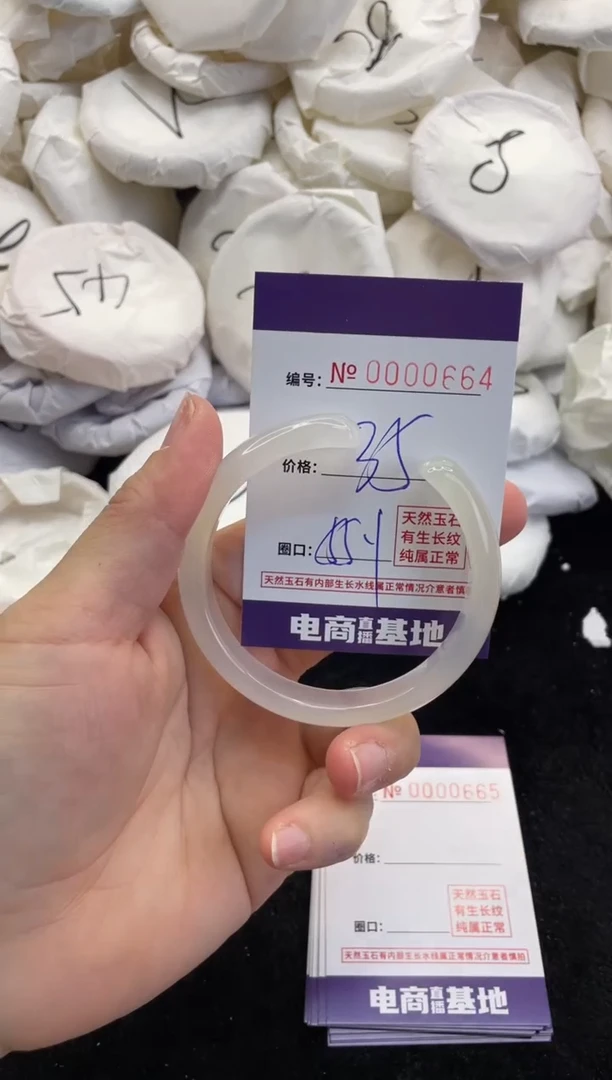 编号: № 0000664
价格: 35
圈口:
天然玉石
有生长纹
纯属正常
天然玉石有内部生长水线属正常情况介意者慎
电商直播基地
№ 0000665
价格:
圈口:
天然玉石
有生长纹
纯属正常
天然玉石有内部生长水线属正常情况介意者慎拍
电商直播基地